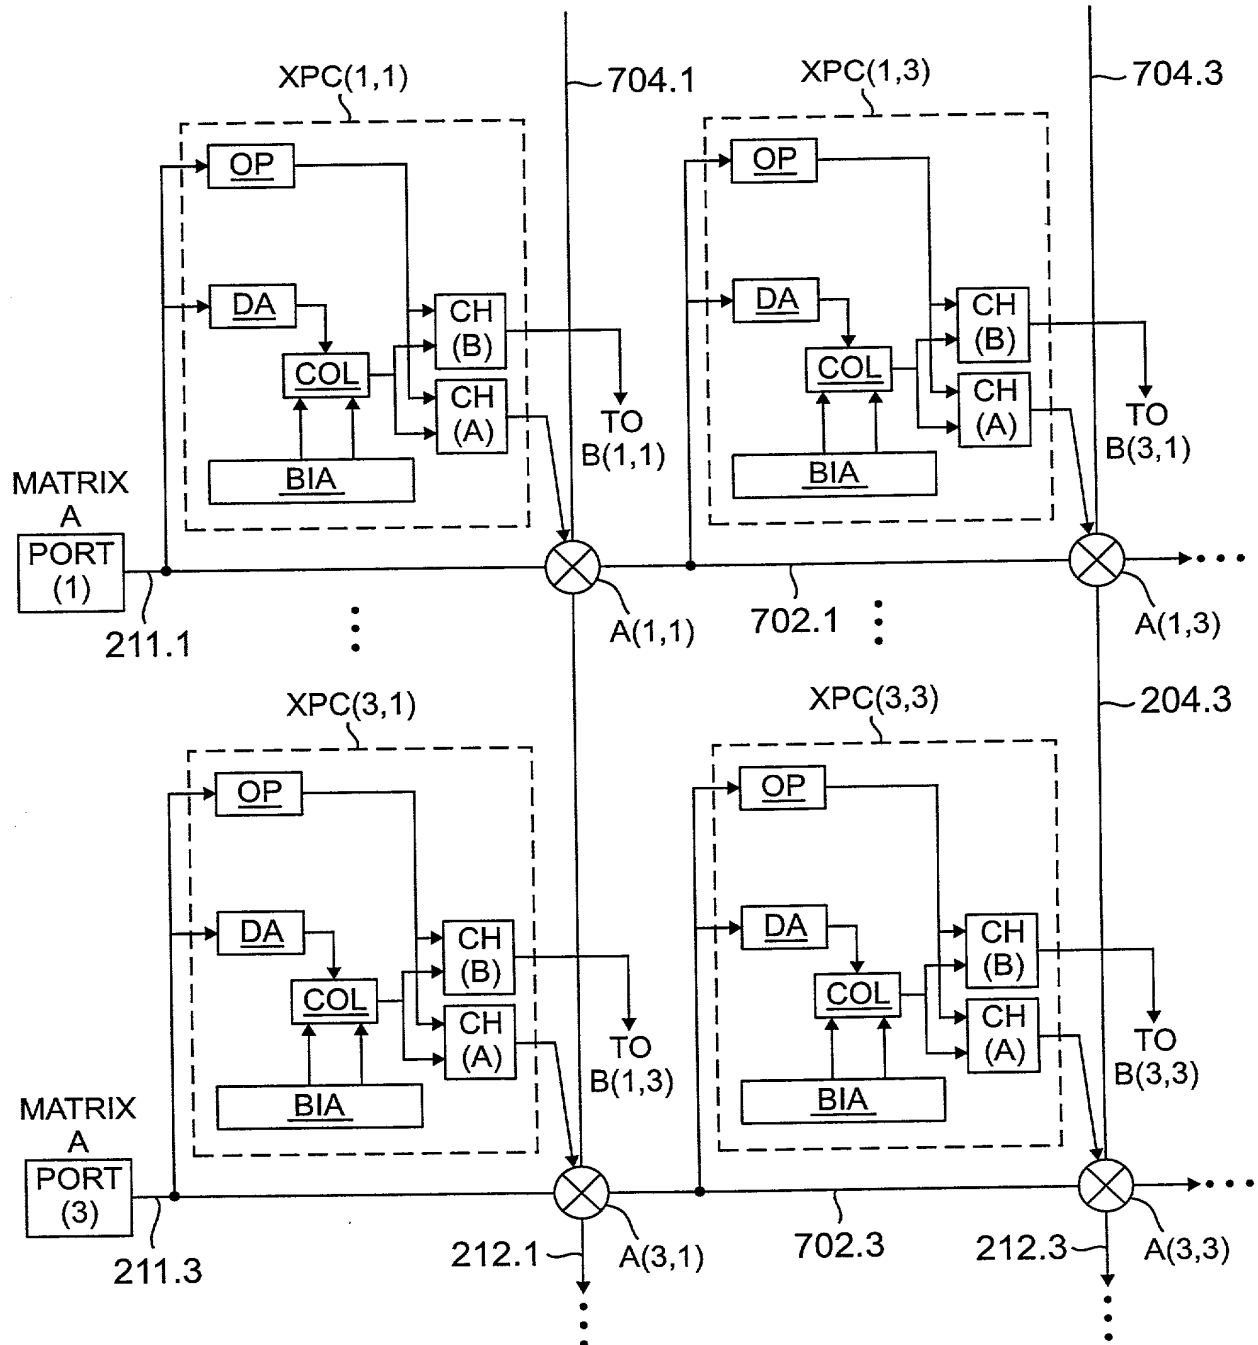 XPC(1,1)
704.1
XPC(1,3)
704.3
OP
OP
DA
CH
(B)
DA
CH
(B)
COL
CH
(A)
COL
CH
(A)
TO
B(1,1)
TO
B(3,1)
BIA
BIA
MATRIX
A
PORT
(1)
211.1
A(1,1)
702.1
A(1,3)
XPC(3,1)
XPC(3,3)
204.3
OP
OP
DA
CH
(B)
DA
CH
(B)
COL
CH
(A)
COL
CH
(A)
TO
B(1,3)
TO
B(3,3)
BIA
BIA
MATRIX
A
PORT
(3)
211.3
212.1
A(3,1)
702.3
212.3
A(3,3)